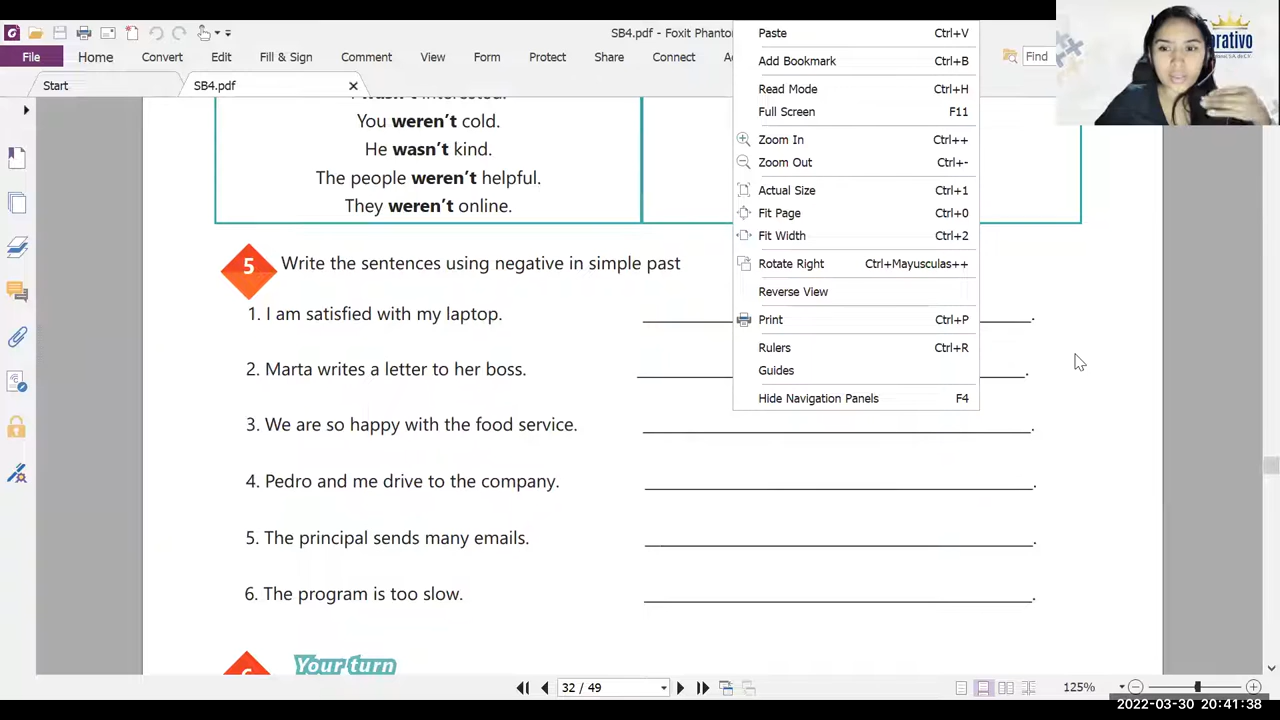 SB4.pdf - Foxit Phanto
orativo
S.A. de C.V.
Find
File
Home
Convert
Edit
Fill & Sign
Comment
View
Form
Protect
Share
Connect
Start
SB4.pdf
You weren't cold.
He wasn't kind.
The people weren't helpful.
They weren't online.
Paste Ctrl+V
Add Bookmark Ctrl+B
Read Mode Ctrl+H
Full Screen F11
Zoom In Ctrl++
Zoom Out Ctrl+-
Actual Size Ctrl+1
Fit Page Ctrl+0
Fit Width Ctrl+2
Rotate Right Ctrl+Mayusculas++
Reverse View
Print Ctrl+P
Rulers Ctrl+R
Guides
Hide Navigation Panels F4
5 Write the sentences using negative in simple past
1. I am satisfied with my laptop.
2. Marta writes a letter to her boss.
3. We are so happy with the food service.
4. Pedro and me drive to the company.
5. The principal sends many emails.
6. The program is too slow.
Your turn
32 / 49
125%
2022-03-30 20:41:38